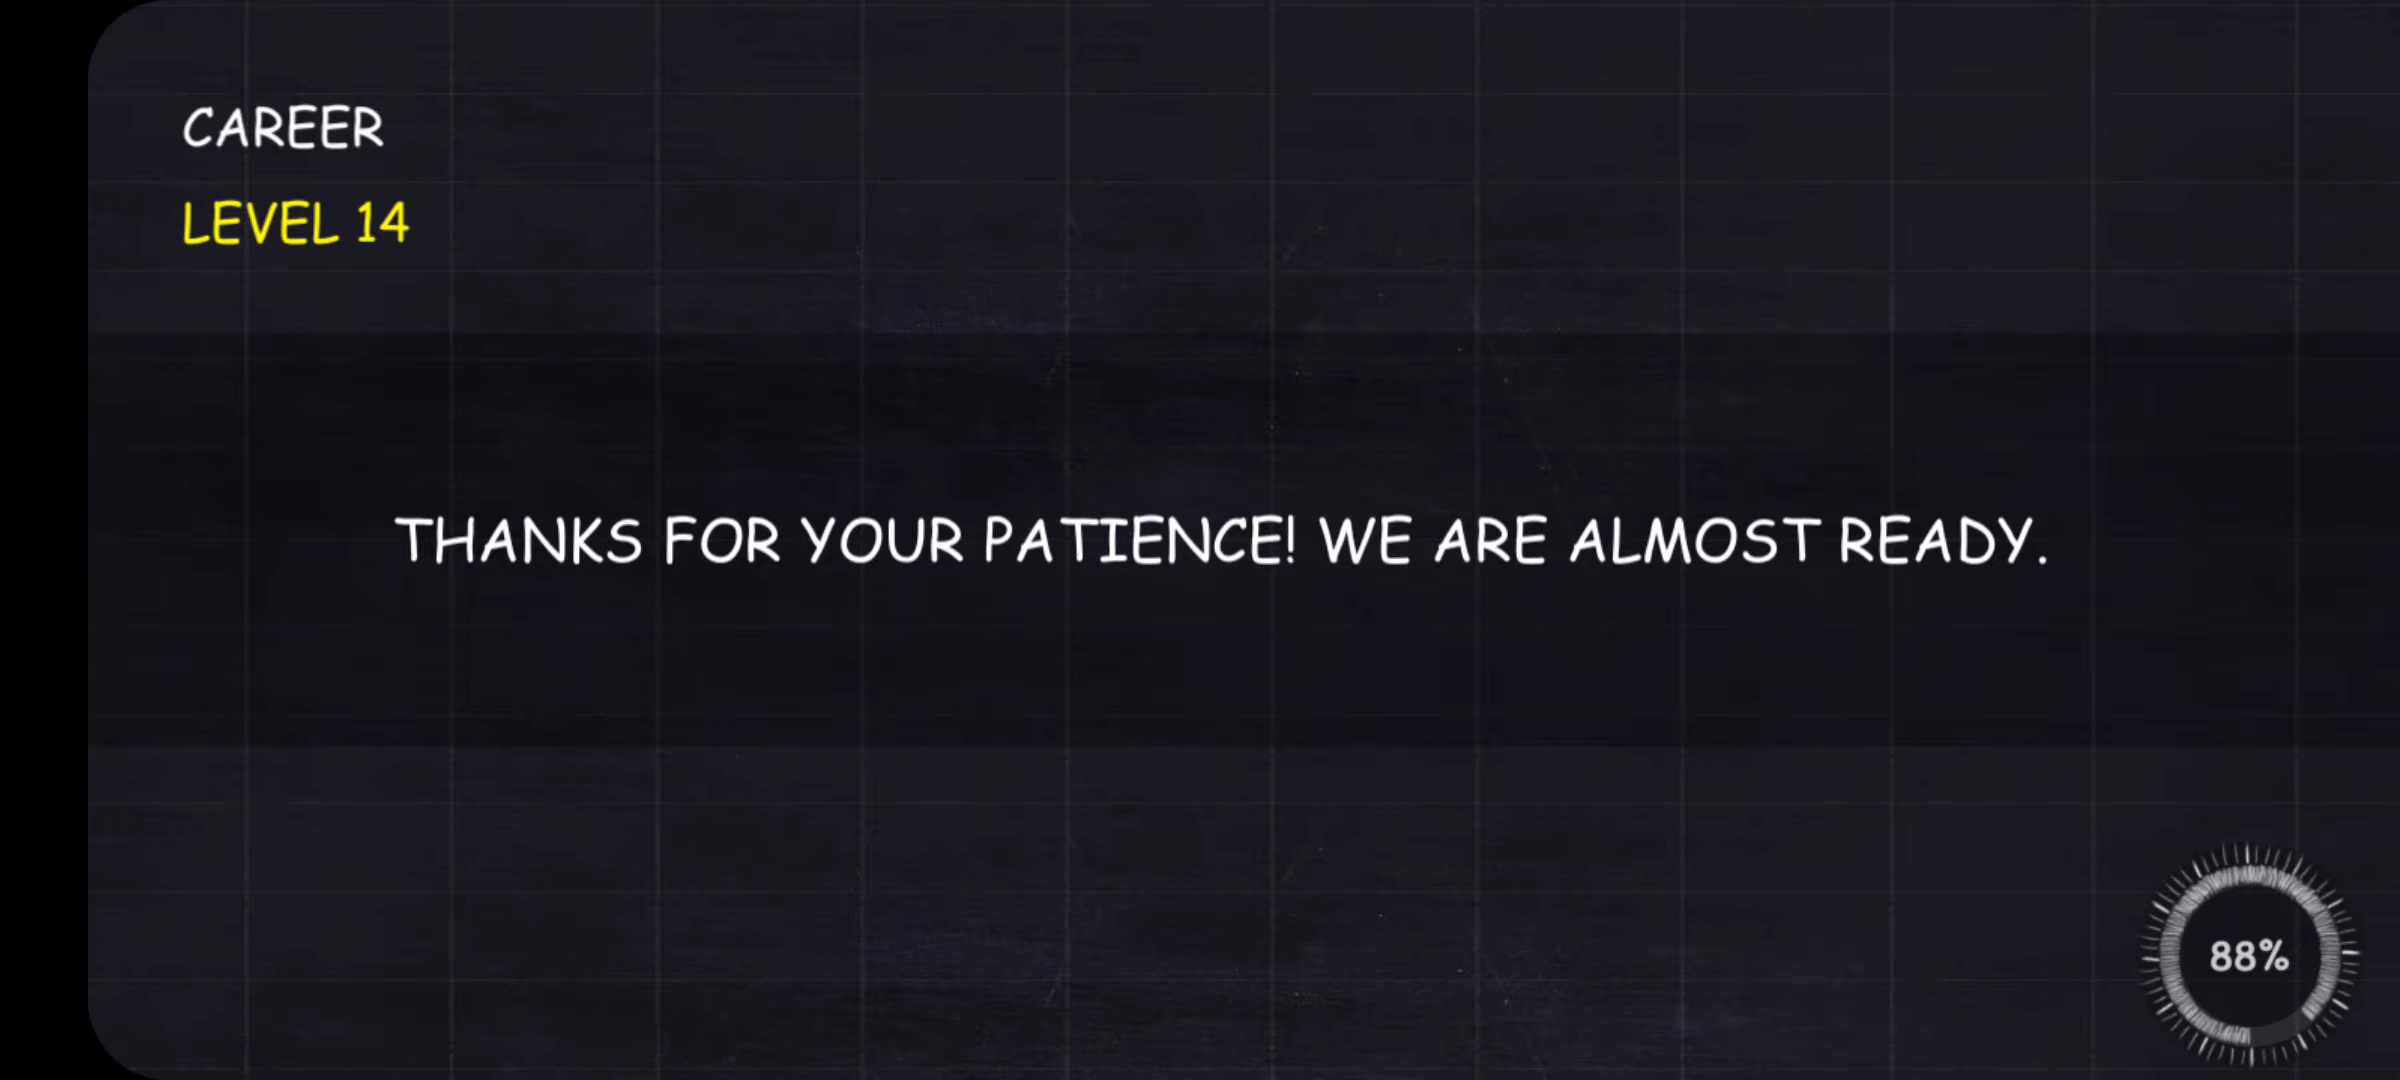 CAREER
LEVEL 14
THANKS FOR YOUR PATIENCE! WE ARE ALMOST READY.
88%